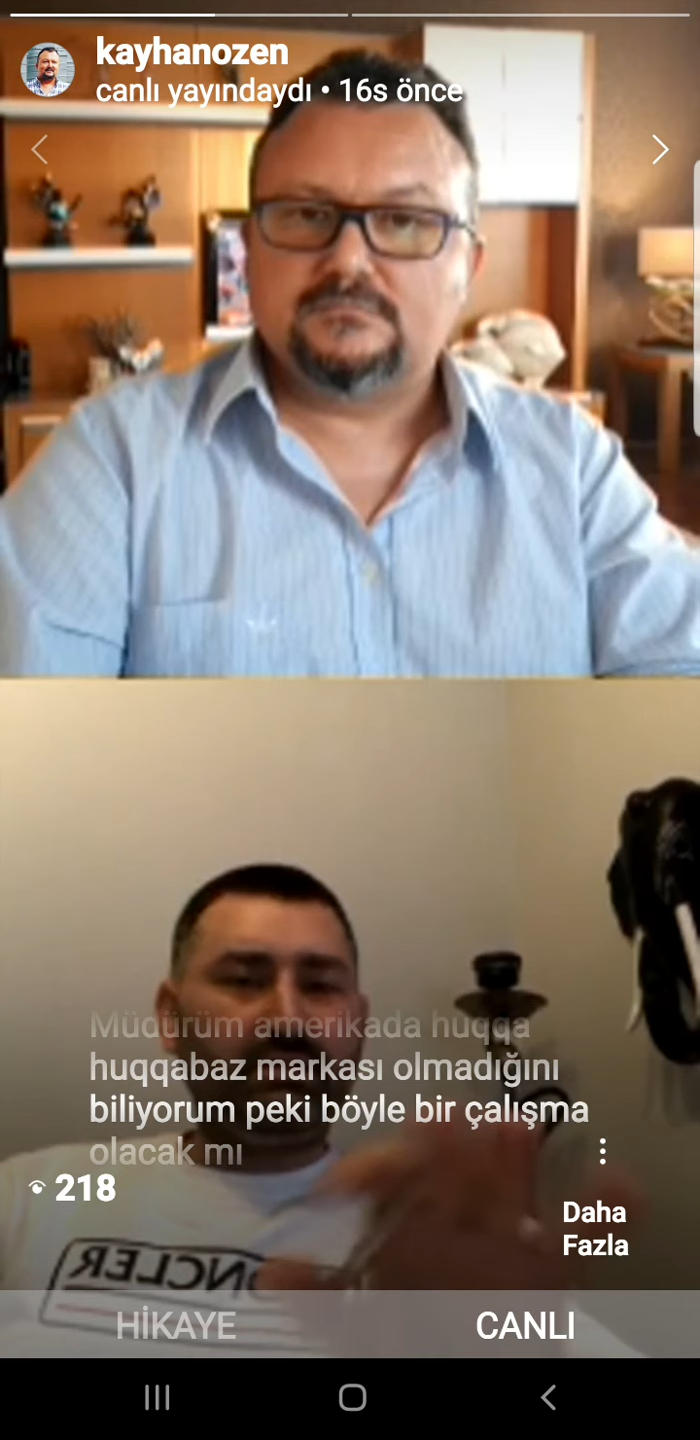 kayhanozen
canlı yayındaydı • 16s önce
Müdürüm amerikada huqqa
huqqabaz markası olmadığını
biliyorum peki böyle bir çalışma
olacak mı
218
Daha
Fazla
NCLER
HİKAYE
CANLI